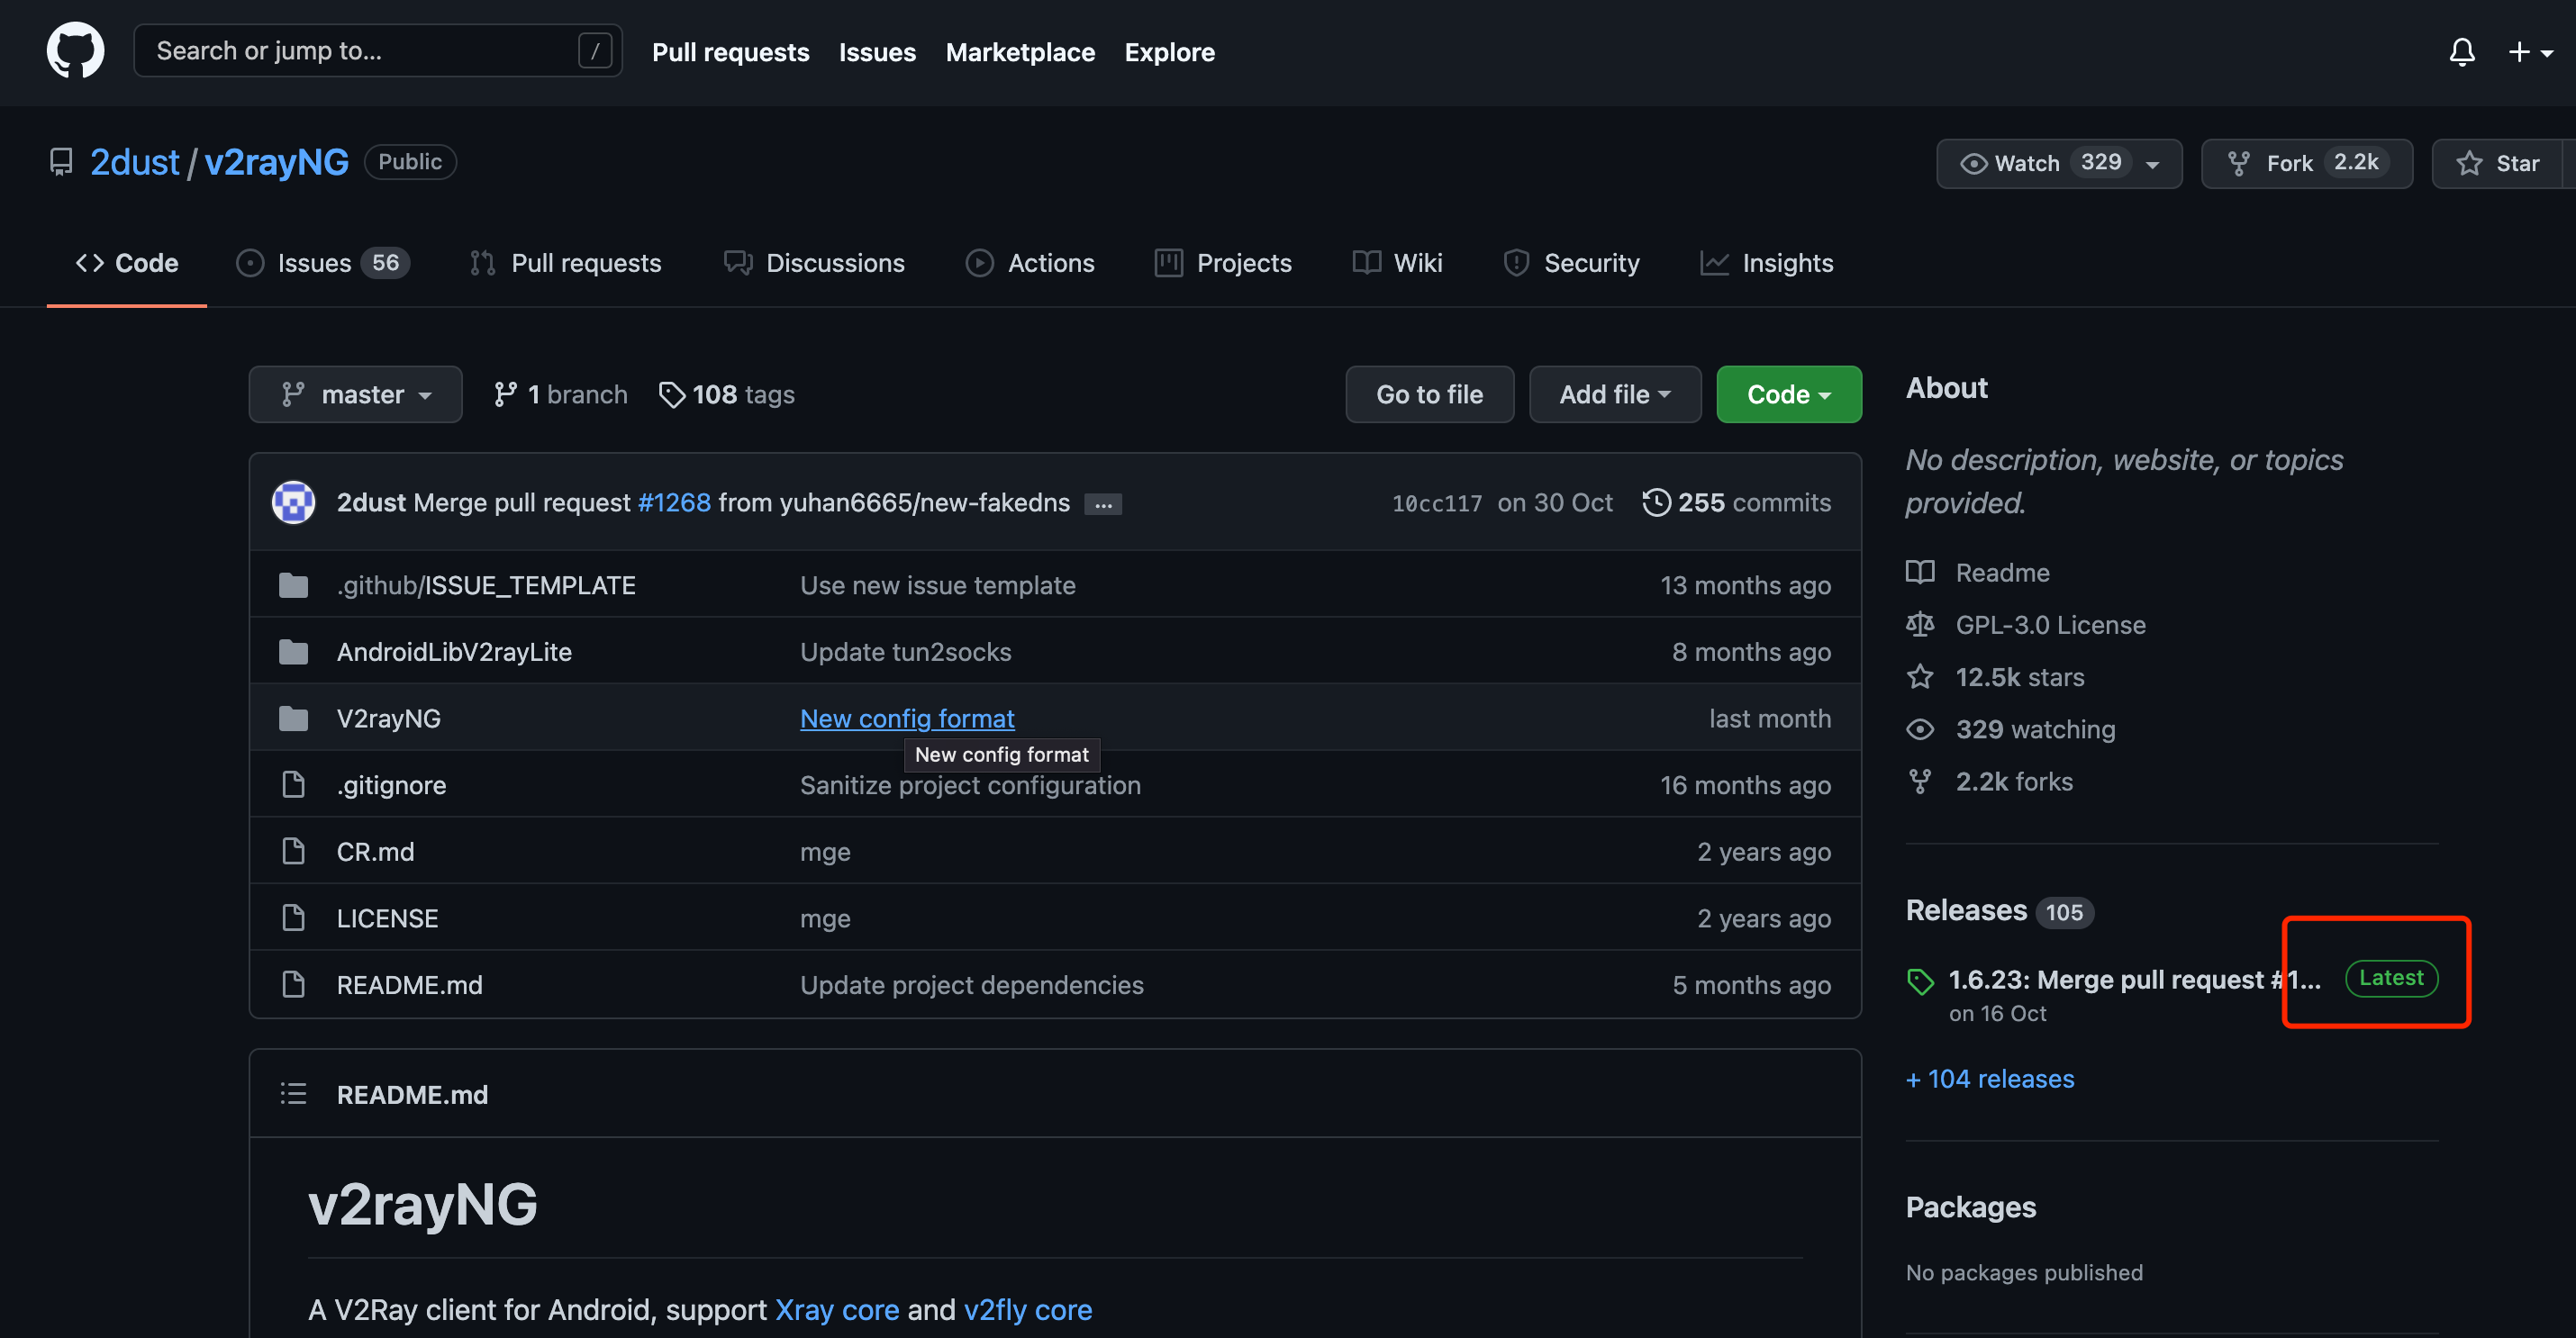 Search or jump to... /
Pull requests Issues Marketplace Explore
2dust / v2rayNG Public
Watch 329 Fork 2.2k Star
Code Issues 56 Pull requests Discussions Actions Projects Wiki Security Insights
master 1 branch 108 tags Go to file Add file Code
2dust Merge pull request #1268 from yuhan6665/new-fakedns ... 10cc117 on 30 Oct 255 commits
.github/ISSUE_TEMPLATE Use new issue template 13 months ago
AndroidLibV2rayLite Update tun2socks 8 months ago
V2rayNG New config format last month
New config format
.gitignore Sanitize project configuration 16 months ago
CR.md mge 2 years ago
LICENSE mge 2 years ago
README.md Update project dependencies 5 months ago
README.md
v2rayNG
A V2Ray client for Android, support Xray core and v2fly core
About
No description, website, or topics
provided.
Readme
GPL-3.0 License
12.5k stars
329 watching
2.2k forks
Releases 105
1.6.23: Merge pull request #1... Latest
on 16 Oct
+ 104 releases
Packages
No packages published